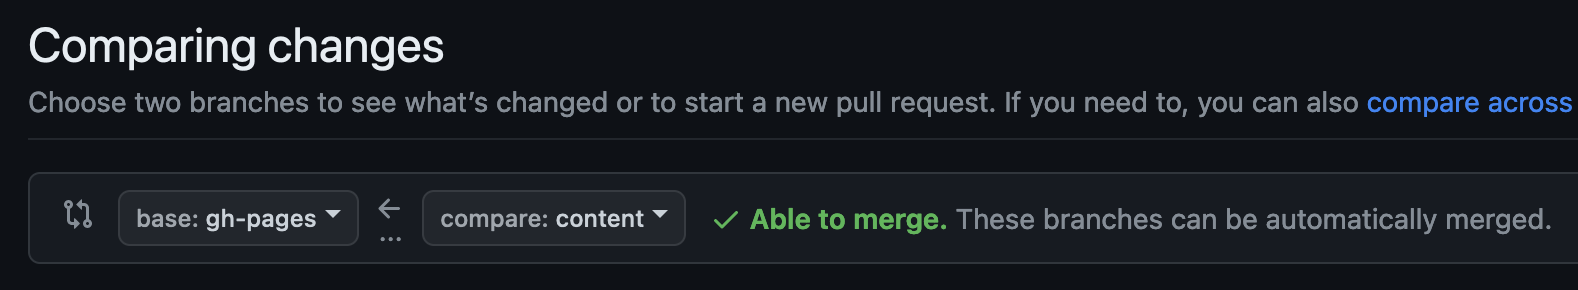 Comparing changes
Choose two branches to see what's changed or to start a new pull request. If you need to, you can also compare across
base: gh-pages ← compare: content ✓ Able to merge. These branches can be automatically merged.
...